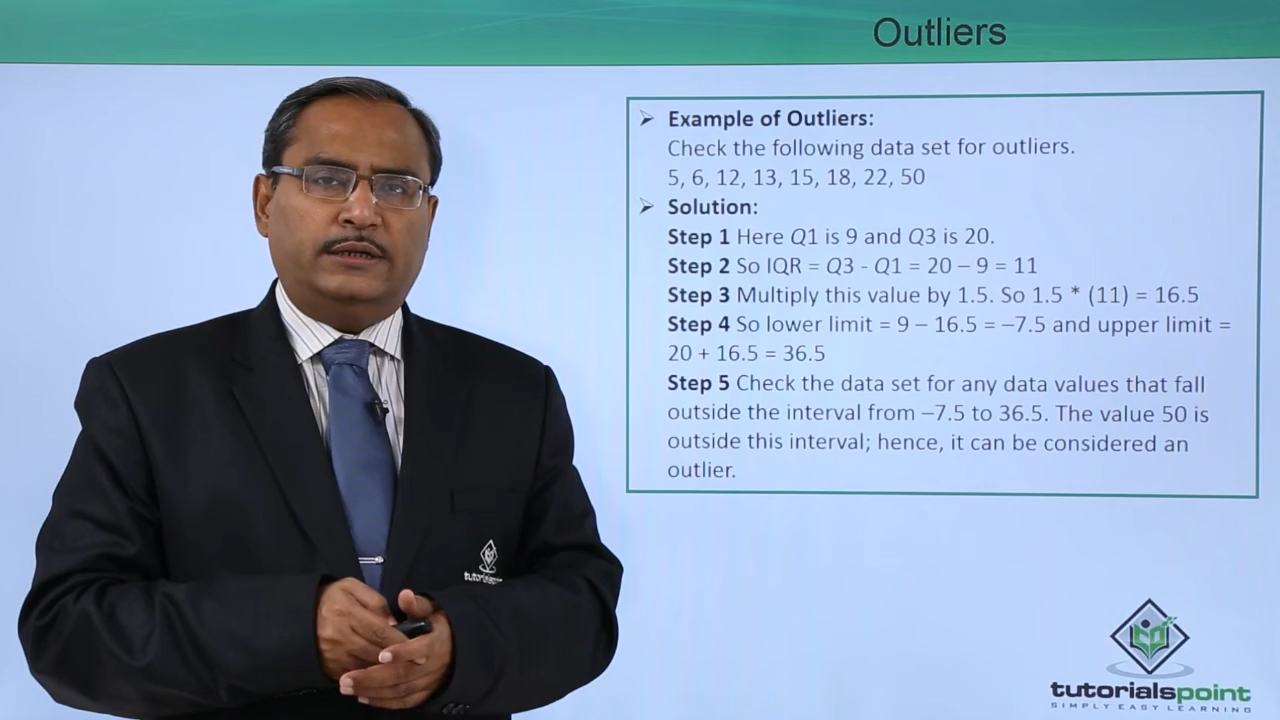 Outliers
➢ Example of Outliers:
Check the following data set for outliers.
5, 6, 12, 13, 15, 18, 22, 50
➢ Solution:
Step 1 Here Q1 is 9 and Q3 is 20.
Step 2 So IQR = Q3 - Q1 = 20 – 9 = 11
Step 3 Multiply this value by 1.5. So 1.5 * (11) = 16.5
Step 4 So lower limit = 9 – 16.5 = –7.5 and upper limit =
20 + 16.5 = 36.5
Step 5 Check the data set for any data values that fall
outside the interval from –7.5 to 36.5. The value 50 is
outside this interval; hence, it can be considered an
outlier.
tutorialspoint
SIMPLY EASY LEARNING